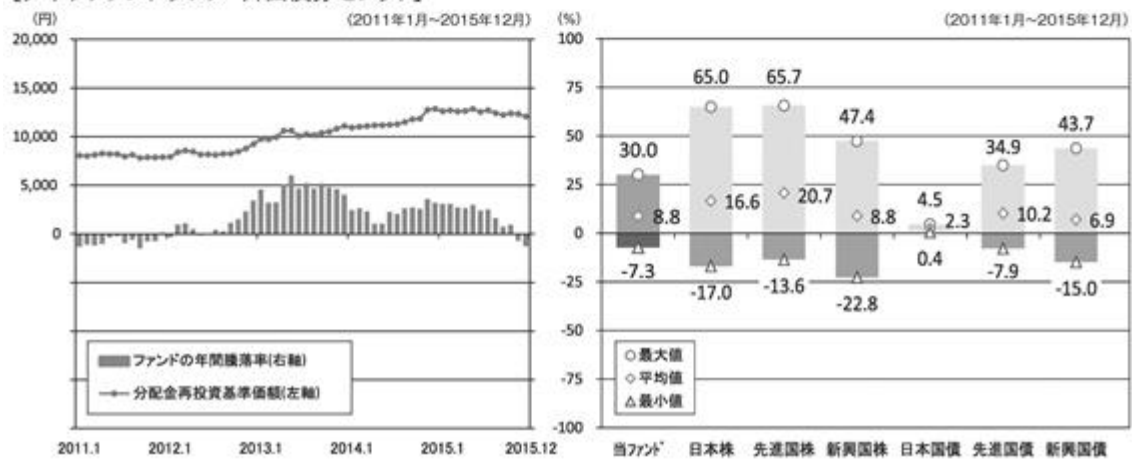 (円)
(2011年1月～2015年12月)
20,000
15,000
10,000
5,000
0
ファンドの年間騰落率(右軸)
分配金再投資基準価額(左軸)
2011.1 2012.1 2013.1 2014.1 2015.1 2015.12
(%)
(2011年1月～2015年12月)
100
75
50
25
0
-25
-50
-75
-100
65.0 65.7
47.4 43.7
30.0 34.9
8.8 16.6 20.7 8.8 4.5 2.3 10.2 6.9
0.4
-7.3 -17.0 -13.6 -22.8 -7.9 -15.0
最大値
平均値
最小値
当ファンド 日本株 先進国株 新興国株 日本国債 先進国債 新興国債